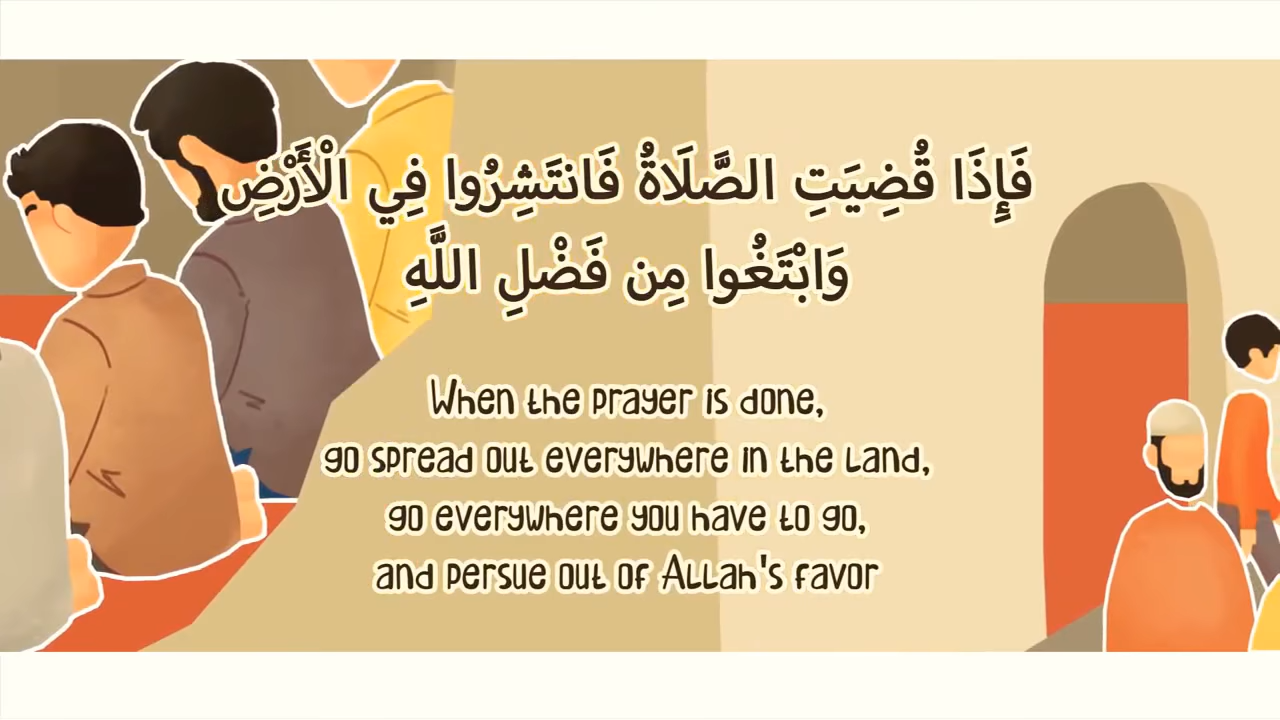 فَإِذَا قُضِيَتِ الصَّلَاةُ فَانتَشِرُوا فِي الْأَرْضِ
وَابْتَغُوا مِن فَضْلِ اللَّهِ
When the prayer is done,
go spread out everywhere in the land,
go everywhere you have to go,
and persue out of Allah's favor